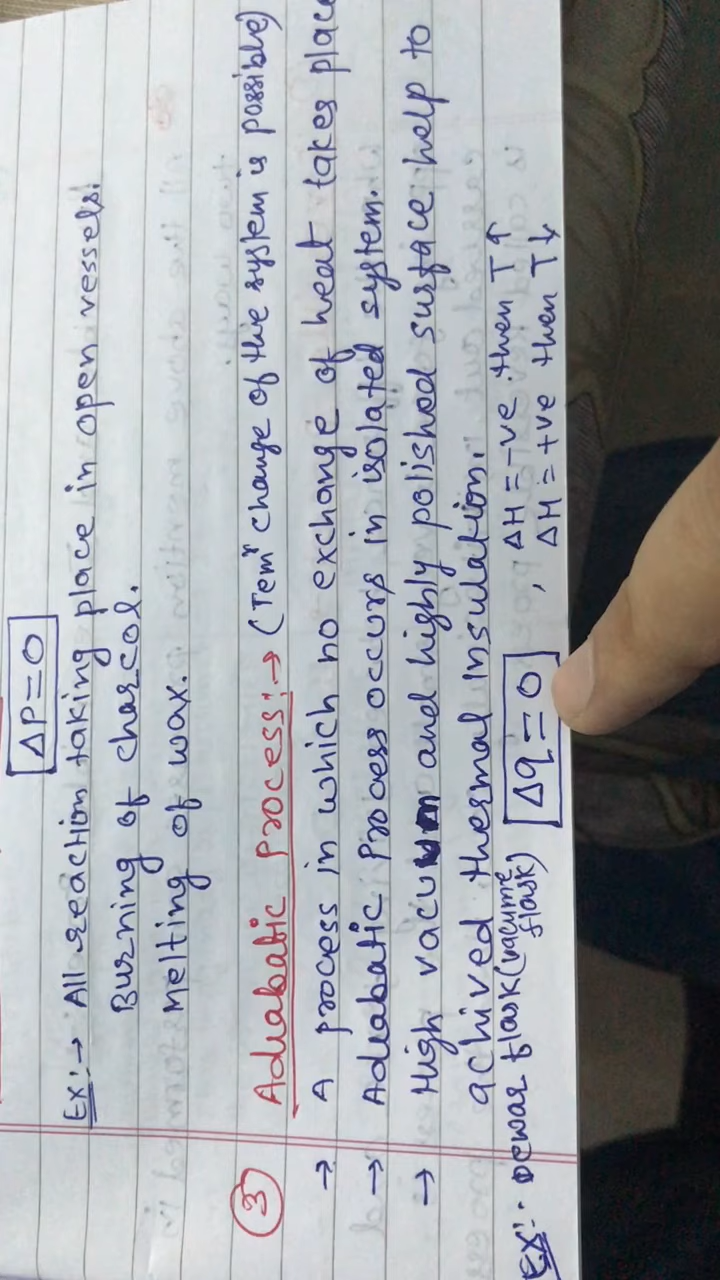 ΔP=0
Ex:→ All reaction taking place in open vessels.
Burning of charcol.
Melting of wax.
③ Adiabatic process:→ (Temⁿ change of the system is possible)
→ A process in which no exchange of heat takes place
→ Adiabatic process occurs in isolated system.
→ High vacuum and highly polished surface help to
achived thermal insulation.
Ex:- Dewar flask (vacume flask) Δq=0 , ΔH = -ve then T↑
ΔH = +ve then T↓